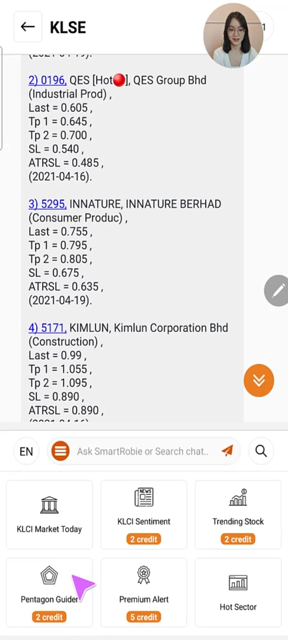 KLSE
1
2) 0196, QES [Hot🔴], QES Group Bhd
(Industrial Prod) ,
Last = 0.605 ,
Tp 1 = 0.645 ,
Tp 2 = 0.700 ,
SL = 0.540 ,
ATRSL = 0.485 ,
(2021-04-16).
3) 5295, INNATURE, INNATURE BERHAD
(Consumer Produc) ,
Last = 0.755 ,
Tp 1 = 0.795 ,
Tp 2 = 0.805 ,
SL = 0.675 ,
ATRSL = 0.635 ,
(2021-04-19).
4) 5171, KIMLUN, Kimlun Corporation Bhd
(Construction) ,
Last = 0.99 ,
Tp 1 = 1.055 ,
Tp 2 = 1.095 ,
SL = 0.890 ,
ATRSL = 0.890 ,
EN
Ask SmartRobie or Search chat..
KLCI Market Today
KLCI Sentiment
2 credit
Trending Stock
2 credit
Pentagon Guider
2 credit
Premium Alert
5 credit
Hot Sector